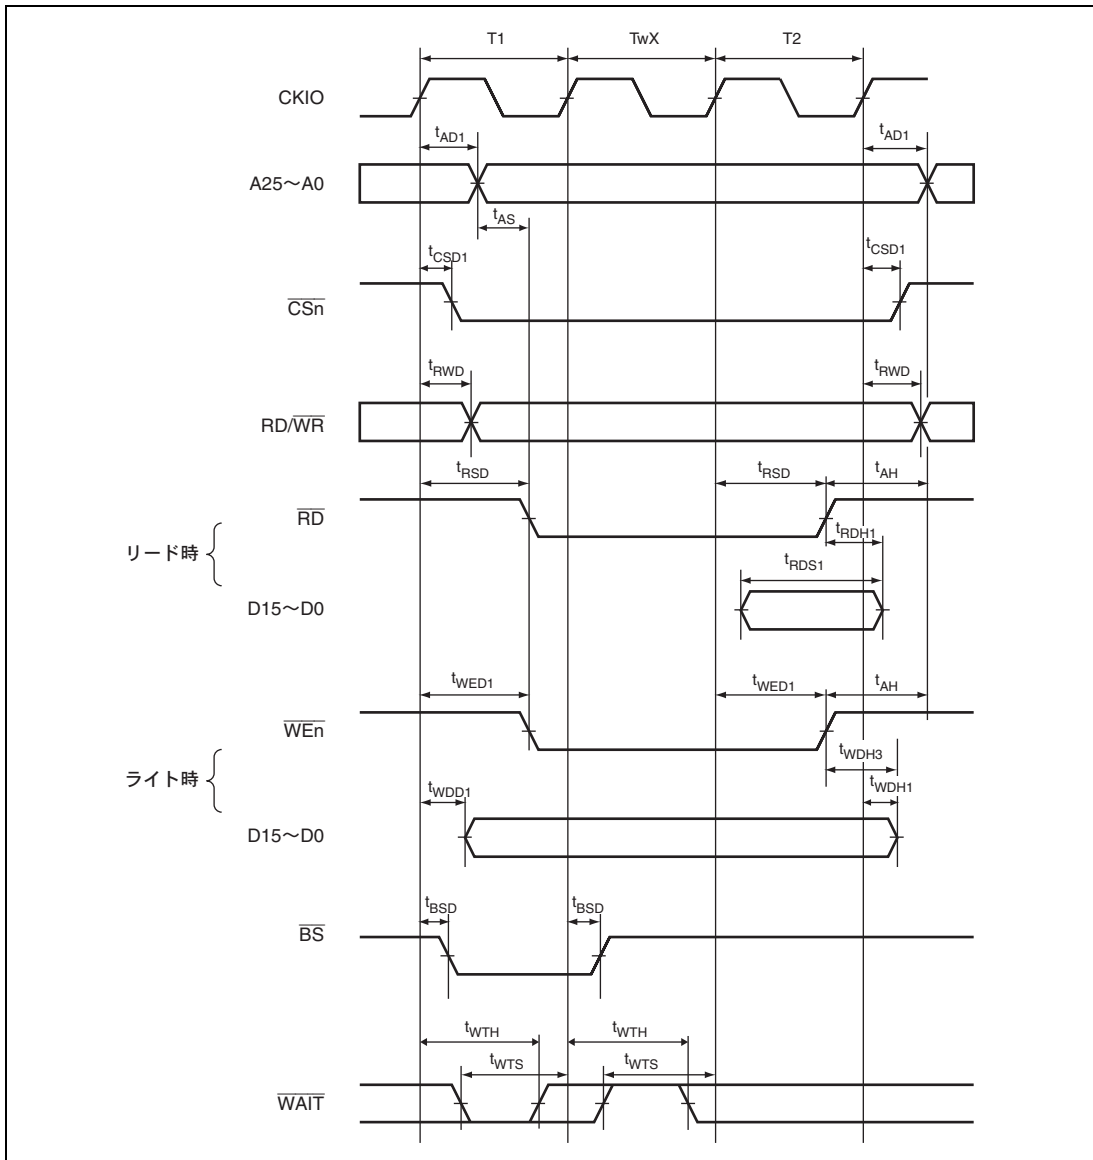 T1 TwX T2
CKIO
tAD1 tAD1
A25～A0
tAS
tCSD1 tCSD1
CSn
tRWD tRWD
RD/WR
tRSD tRSD tAH
RD
tRDH1
リード時
tRDS1
D15～D0
tWED1 tWED1 tAH
WEn
tWDH3
ライト時
tWDD1 tWDH1
D15～D0
tBSD tBSD
BS
tWTH tWTH
tWTS tWTS
WAIT